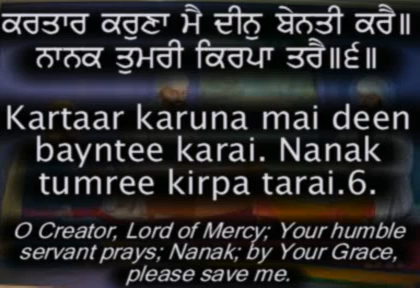 ਕਰਤਾਰ ਕਰੁਣਾ ਮੈ ਦੀਨੁ ਬੇਨਤੀ ਕਰੈ॥
ਨਾਨਕ ਤੁਮਰੀ ਕਿਰਪਾ ਤਰੈ॥੬॥
Kartaar karuna mai deen
bayntee karai. Nanak
tumree kirpa tarai.6.
O Creator, Lord of Mercy; Your humble
servant prays; Nanak; by Your Grace,
please save me.